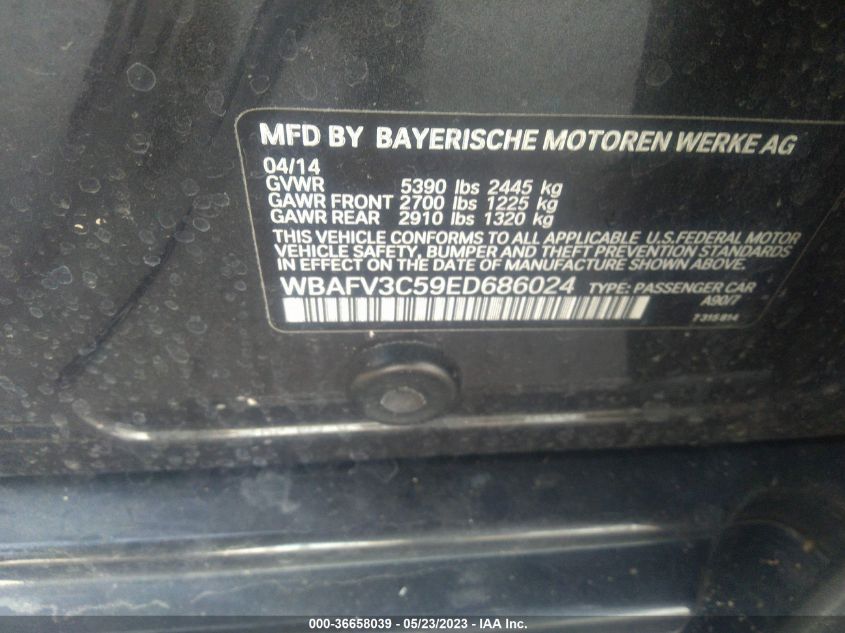 MFD BY BAYERISCHE MOTOREN WERKE AG
04/14
GVWR 5390 lbs 2445 kg
GAWR FRONT 2700 lbs 1225 kg
GAWR REAR 2910 lbs 1320 kg
THIS VEHICLE CONFORMS TO ALL APPLICABLE U.S.FEDERAL MOTOR
VEHICLE SAFETY, BUMPER AND THEFT PREVENTION STANDARDS
IN EFFECT ON THE DATE OF MANUFACTURE SHOWN ABOVE.
WBAFV3C59ED686024 TYPE: PASSENGER CAR
A90/7
7 315 814
000-36658039 - 05/23/2023 - IAA Inc.